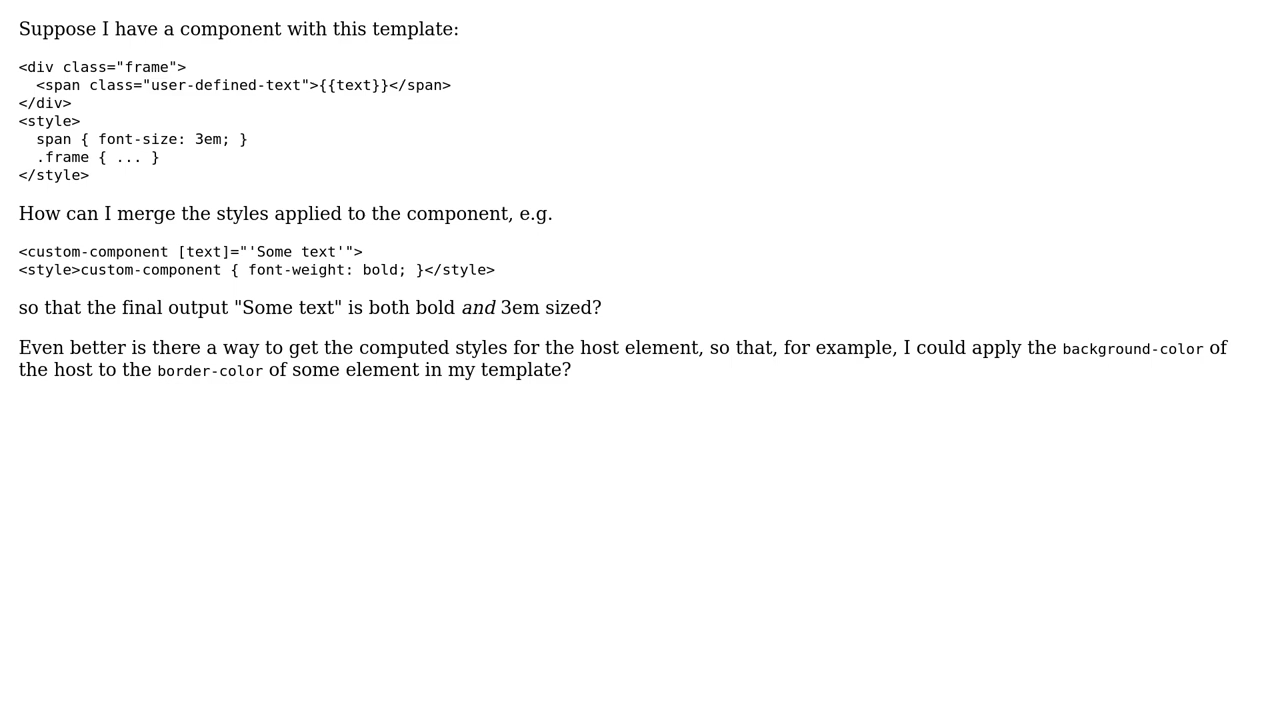 Suppose I have a component with this template:
<div class="frame">
  <span class="user-defined-text">{{text}}</span>
</div>
<style>
  span { font-size: 3em; }
  .frame { ... }
</style>
How can I merge the styles applied to the component, e.g.
<custom-component [text]="'Some text'">
<style>custom-component { font-weight: bold; }</style>
so that the final output "Some text" is both bold and 3em sized?
Even better is there a way to get the computed styles for the host element, so that, for example, I could apply the background-color of
the host to the border-color of some element in my template?